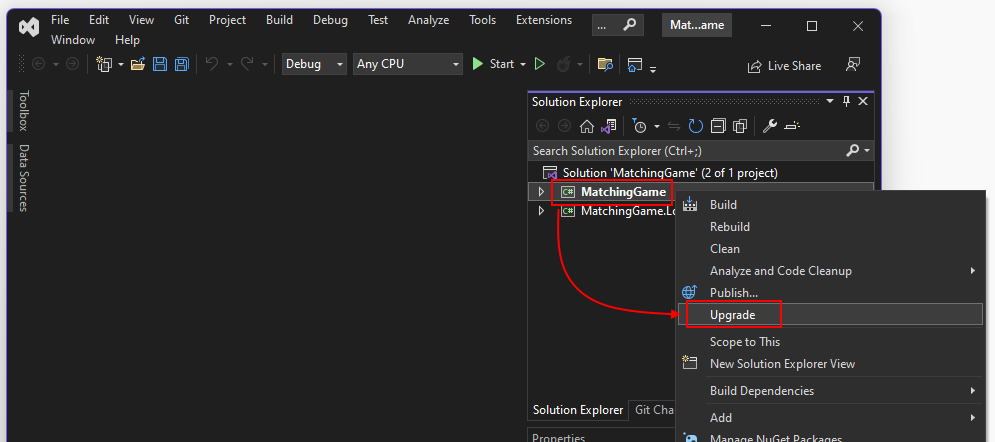 File Edit View Git Project Build Debug Test Analyze Tools Extensions ... Mat...ame
Window Help
Debug Any CPU Start Live Share
Toolbox
Data Sources
Solution Explorer
Search Solution Explorer (Ctrl+;)
Solution 'MatchingGame' (2 of 1 project)
C# MatchingGame
C# MatchingGame.Lo
Build
Rebuild
Clean
Analyze and Code Cleanup
Publish...
Upgrade
Scope to This
New Solution Explorer View
Build Dependencies
Add
Manage NuGet Packages
Solution Explorer Git Cha
Properties